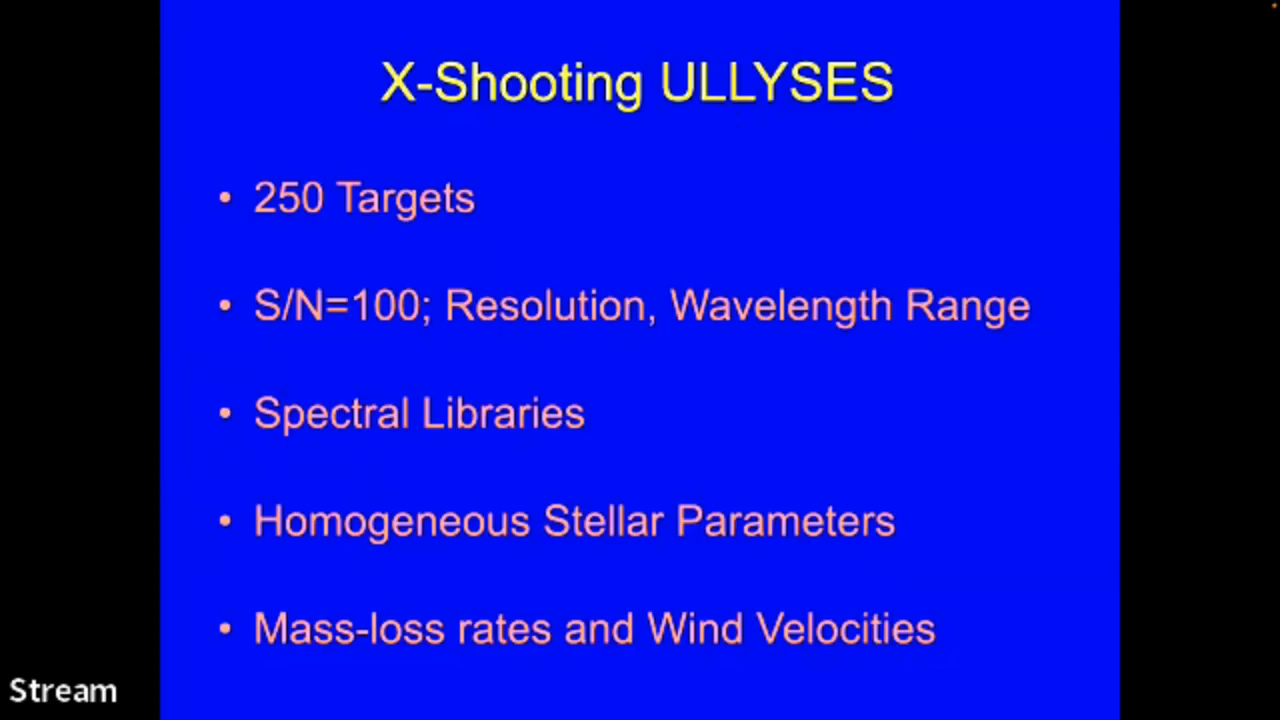 X-Shooting ULLYSES
• 250 Targets
• S/N=100; Resolution, Wavelength Range
• Spectral Libraries
• Homogeneous Stellar Parameters
• Mass-loss rates and Wind Velocities
Stream